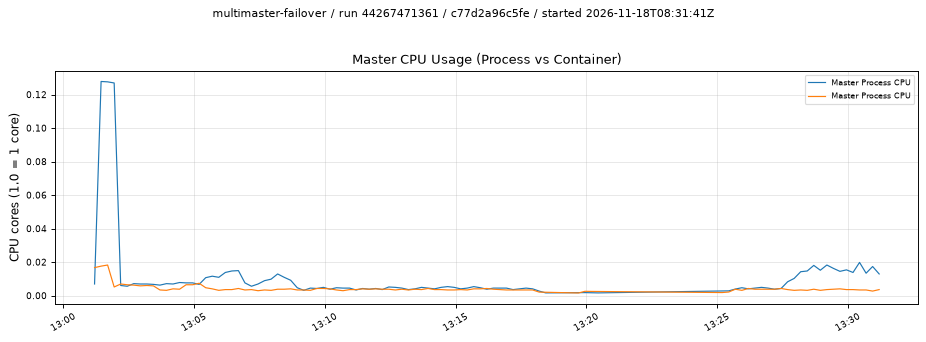 multimaster-failover / run 44267471361 / c77d2a96c5fe / started 2026-11-18T08:31:41Z
Master CPU Usage (Process vs Container)
CPU cores (1.0 = 1 core)
0.12
0.10
0.08
0.06
0.04
0.02
0.00
Master Process CPU
Master Process CPU
13:00
13:05
13:10
13:15
13:20
13:25
13:30